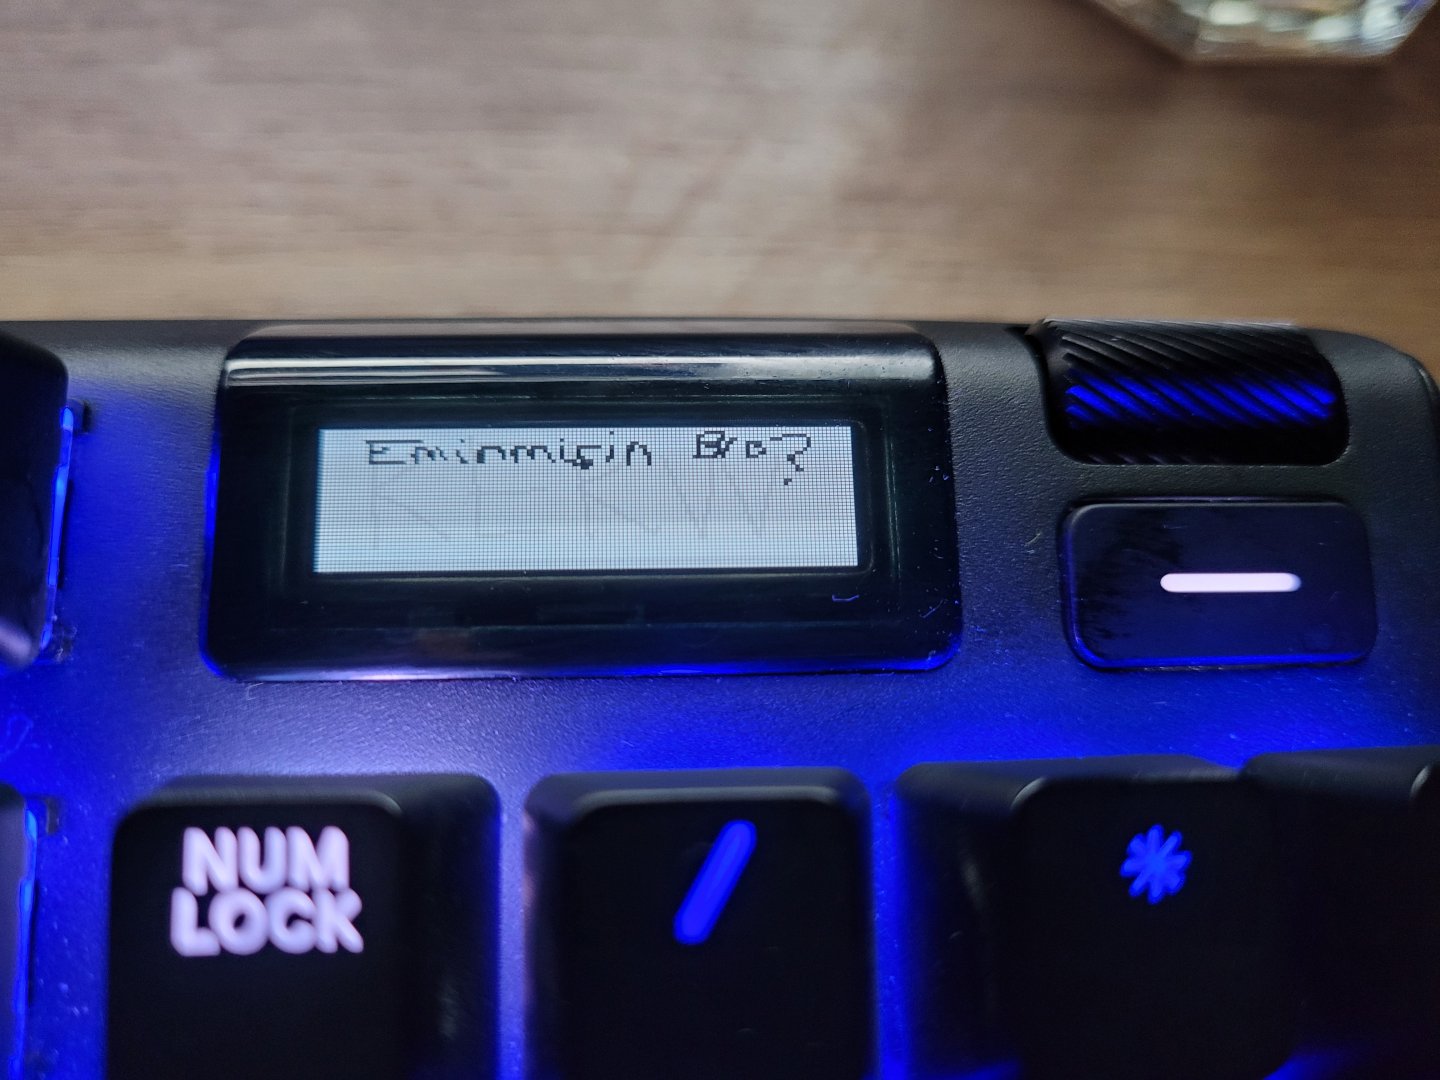 Eminmişin Bro?
NUM
LOCK
/
*